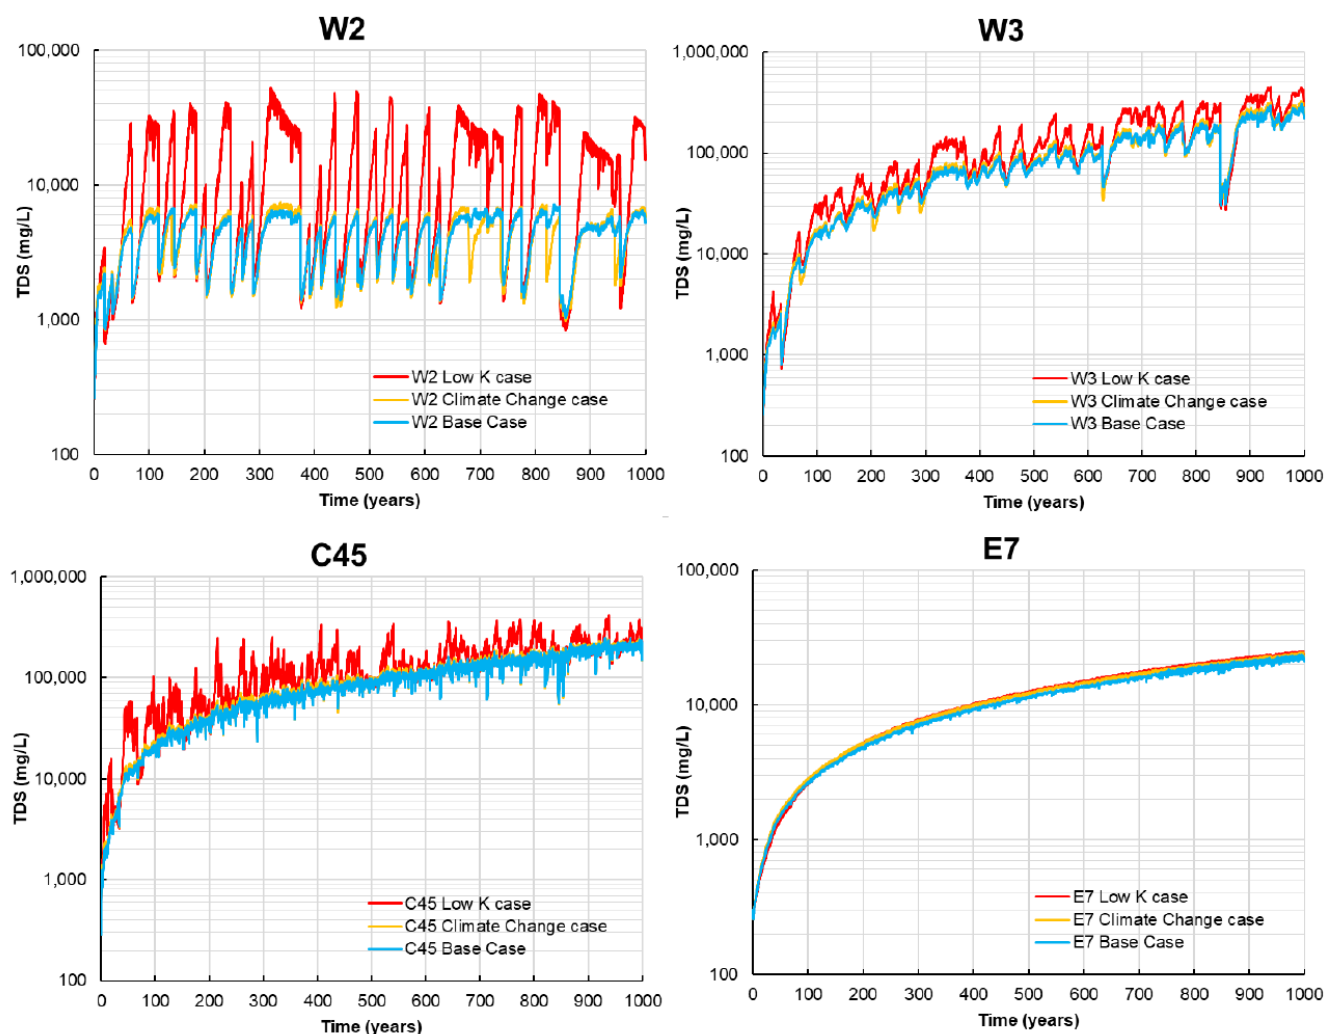 W2
100,000
10,000
1,000
100
TDS (mg/L)
W2 Low K case
W2 Climate Change case
W2 Base Case
0 100 200 300 400 500 600 700 800 900 1000
Time (years)
W3
1,000,000
100,000
10,000
1,000
100
TDS (mg/L)
W3 Low K case
W3 Climate Change case
W3 Base Case
0 100 200 300 400 500 600 700 800 900 1000
Time (years)
C45
1,000,000
100,000
10,000
1,000
100
TDS (mg/L)
C45 Low K case
C45 Climate Change case
C45 Base Case
0 100 200 300 400 500 600 700 800 900 1000
Time (years)
E7
100,000
10,000
1,000
100
TDS (mg/L)
E7 Low K case
E7 Climate Change case
E7 Base Case
0 100 200 300 400 500 600 700 800 900 1000
Time (years)